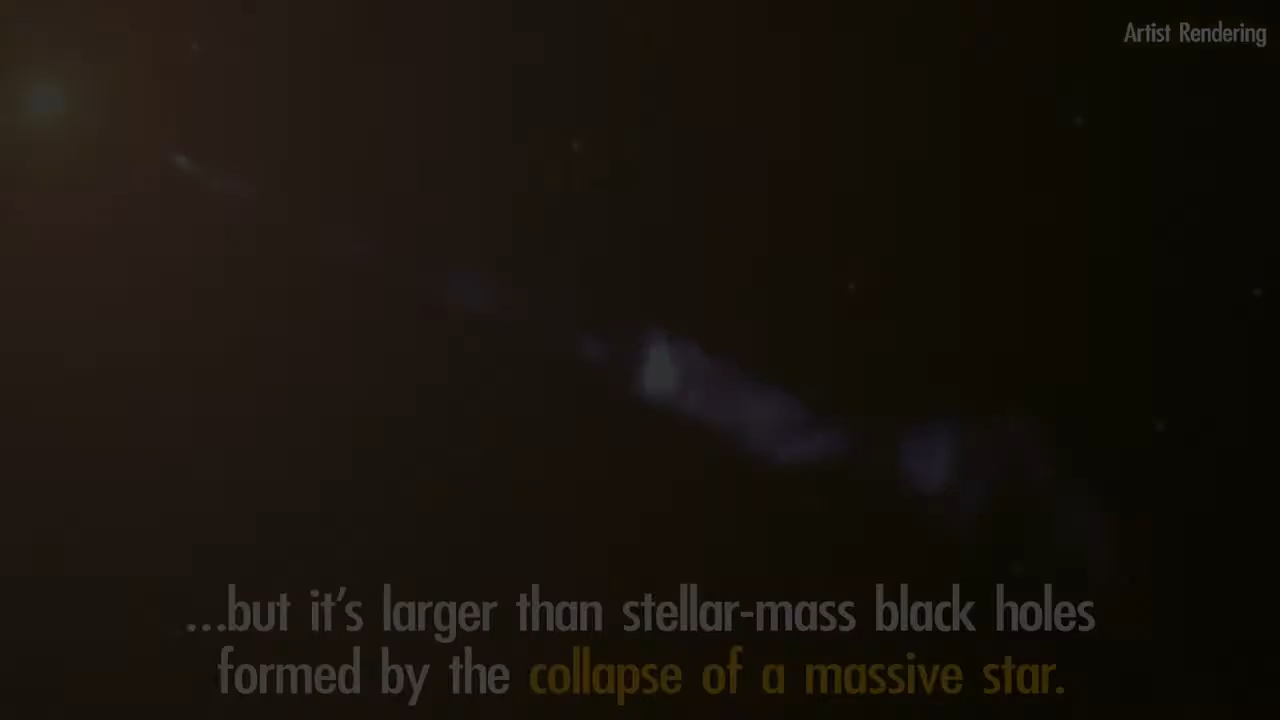 Artist Rendering
...but it’s larger than stellar-mass black holes
formed by the collapse of a massive star.